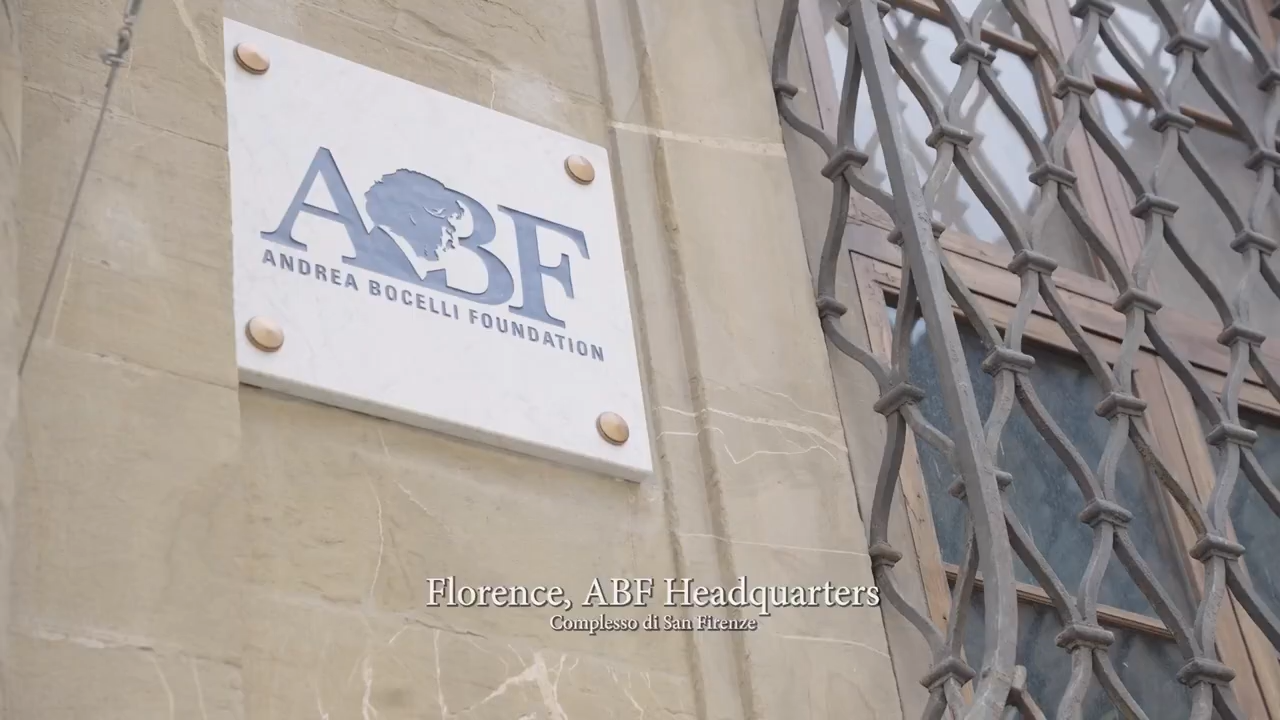 ABF
ANDREA BOCELLI FOUNDATION
Florence, ABF Headquarters
Complesso di San Firenze